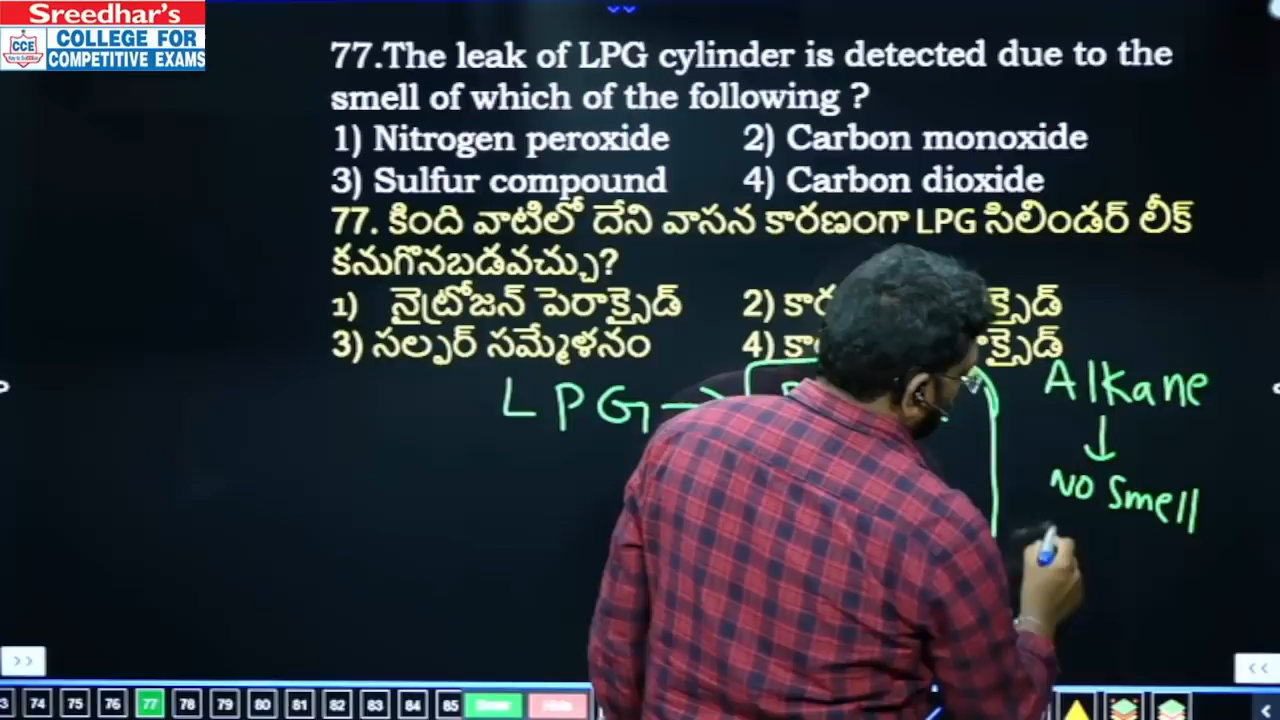 Sreedhar's
CCE
COLLEGE FOR
COMPETITIVE EXAMS
77.The leak of LPG cylinder is detected due to the
smell of which of the following ?
1) Nitrogen peroxide 2) Carbon monoxide
3) Sulfur compound 4) Carbon dioxide
77. కింది వాటిలో దేని వాసన కారణంగా LPG సిలిండర్ లీక్
కనుగొనబడవచ్చు?
1) నైట్రోజన్ పెరాక్సైడ్ 2)
3) సల్ఫర్ సమ్మేళనం 4)
LPG → Alkane
↓
NO Smell
>> <<
74 75 76 77 78 79 80 81 82 83 84 85